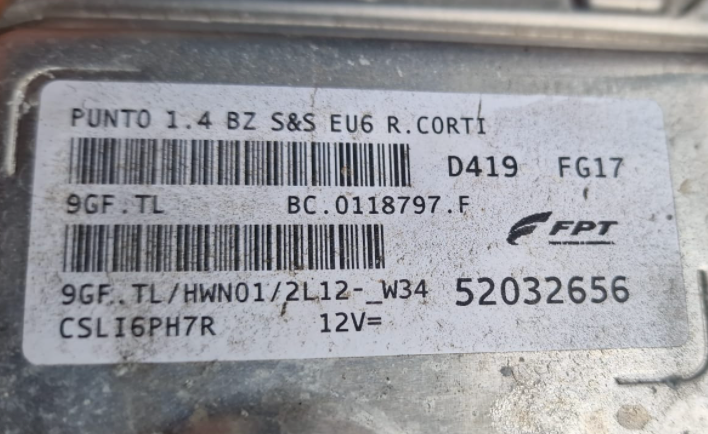 PUNTO 1.4 BZ S&S EU6 R.CORTI
D419 FG17
9GF.TL BC.0118797.F
FPT
9GF..TL/HWN01/2L12-_W34 52032656
CSLI6PH7R 12V=